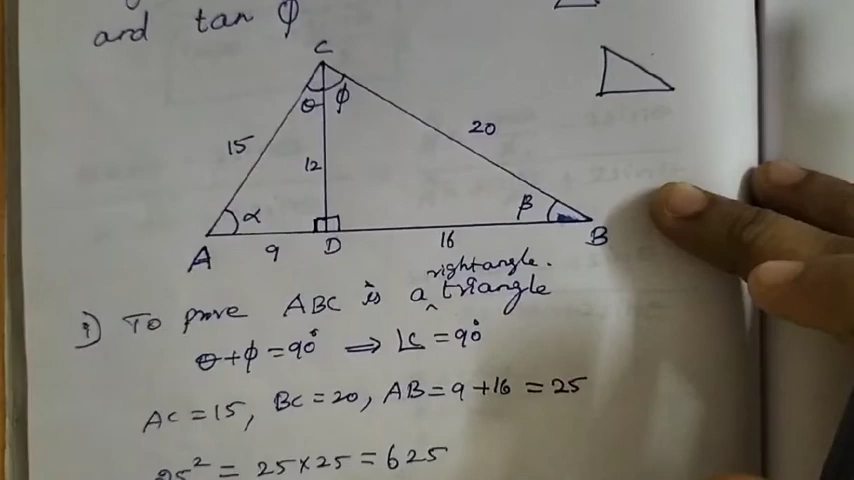 and tan φ
C
θ φ
15
20
12
α
β
A 9 D 16 B
i) To prove ABC is a rightangle. triangle
θ+φ=90° ⟹ ∠C=90°
AC=15, BC=20, AB=9+16=25
25² = 25×25=625